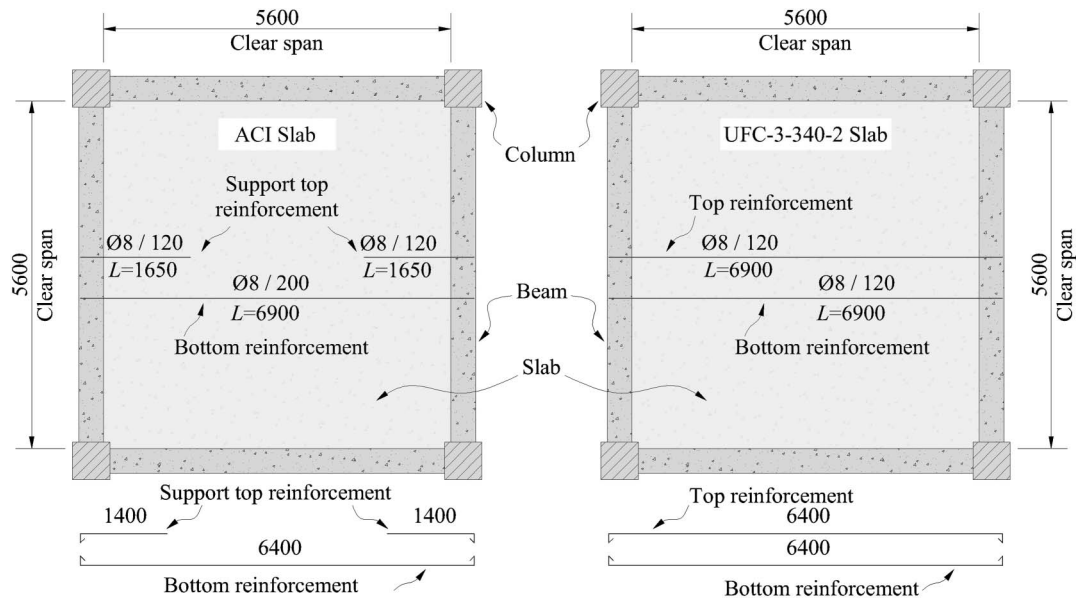 5600
Clear span
5600
Clear span
ACI Slab
UFC-3-340-2 Slab
Column
Support top
reinforcement
Top reinforcement
Ø8 / 120
L=1650
Ø8 / 120
L=1650
Ø8 / 120
L=6900
5600
Clear span
5600
Clear span
Ø8 / 200
L=6900
Ø8 / 120
L=6900
Beam
Bottom reinforcement
Bottom reinforcement
Slab
Support top reinforcement
Top reinforcement
1400
1400
6400
6400
6400
Bottom reinforcement
Bottom reinforcement